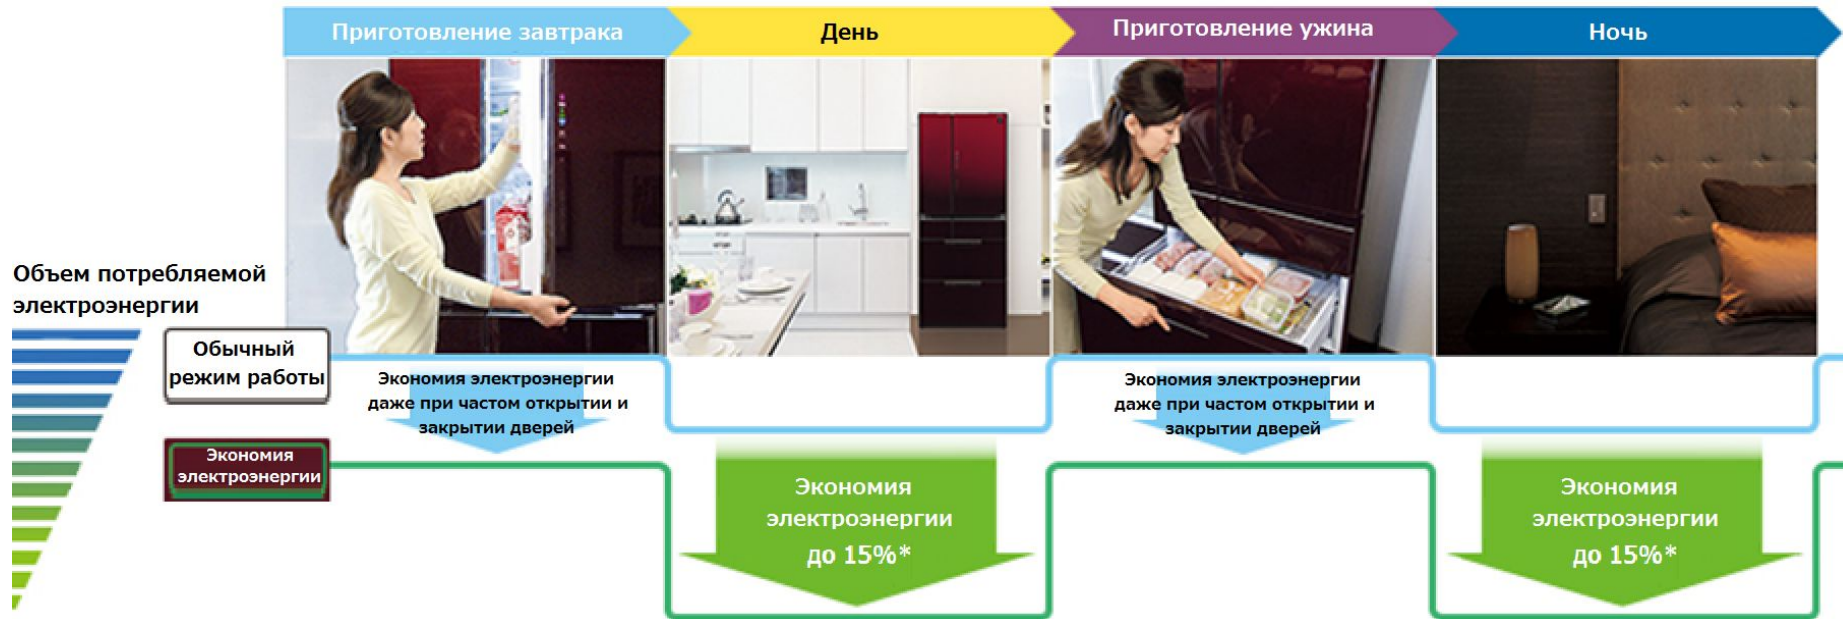 Приготовление завтрака
День
Приготовление ужина
Ночь
Объем потребляемой
электроэнергии
Обычный
режим работы
Экономия электроэнергии
даже при частом открытии и
закрытии дверей
Экономия электроэнергии
даже при частом открытии и
закрытии дверей
Экономия
электроэнергии
Экономия
электроэнергии
до 15%*
Экономия
электроэнергии
до 15%*